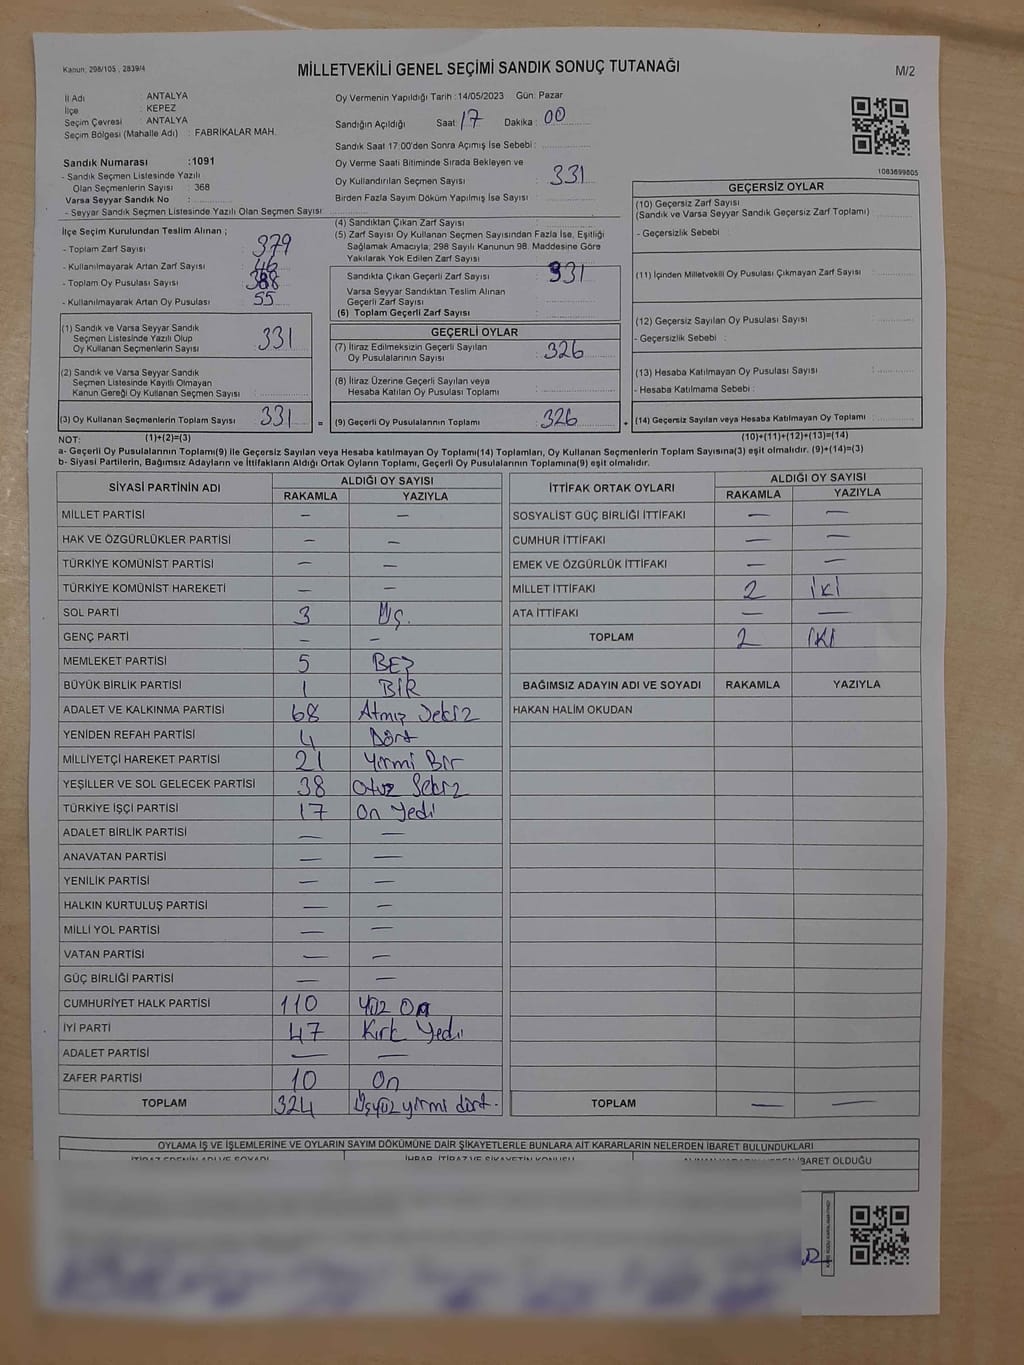 Kanun; 298/105 , 2839/4
MİLLETVEKİLİ GENEL SEÇİMİ SANDIK SONUÇ TUTANAĞI
M/2
İl Adı : ANTALYA
İlçe : KEPEZ
Seçim Çevresi : ANTALYA
Seçim Bölgesi (Mahalle Adı) : FABRİKALAR MAH.
Sandık Numarası :1091
- Sandık Seçmen Listesinde Yazılı
Olan Seçmenlerin Sayısı : 368
Varsa Seyyar Sandık No :
- Seyyar Sandık Seçmen Listesinde Yazılı Olan Seçmen Sayısı
Oy Vermenin Yapıldığı Tarih :14/05/2023 Gün: Pazar
Sandığın Açıldığı Saat: 17 Dakika : 00
Sandık Saat 17:00'den Sonra Açımış İse Sebebi :
Oy Verme Saati Bitiminde Sırada Bekleyen ve
Oy Kullandırılan Seçmen Sayısı : 331
Birden Fazla Sayım Döküm Yapılmış İse Sayısı :
1083699805
İlçe Seçim Kurulundan Teslim Alınan ;
- Toplam Zarf Sayısı : 379
- Kullanılmayarak Artan Zarf Sayısı : 46
- Toplam Oy Pusulası Sayısı : 388
- Kullanılmayarak Artan Oy Pusulası : 55
(1) Sandık ve Varsa Seyyar Sandık
Seçmen Listesinde Yazılı Olup
Oy Kullanan Seçmenlerin Sayısı : 331
(2) Sandık ve Varsa Seyyar Sandık
Seçmen Listesinde Kayıtlı Olmayan
Kanun Gereği Oy Kullanan Seçmen Sayısı :
(3) Oy Kullanan Seçmenlerin Toplam Sayısı : 331 =
(4) Sandıktan Çıkan Zarf Sayısı :
(5) Zarf Sayısı Oy Kullanan Seçmen Sayısından Fazla İse, Eşitliği
Sağlamak Amacıyla; 298 Sayılı Kanunun 98. Maddesine Göre
Yakılarak Yok Edilen Zarf Sayısı :
Sandıkta Çıkan Geçerli Zarf Sayısı : 331
Varsa Seyyar Sandıktan Teslim Alınan
Geçerli Zarf Sayısı :
(6) Toplam Geçerli Zarf Sayısı :
GEÇERLİ OYLAR
(7) İtiraz Edilmeksizin Geçerli Sayılan
Oy Pusulalarının Sayısı : 326
(8) İtiraz Üzerine Geçerli Sayılan veya
Hesaba Katılan Oy Pusulası Toplamı :
(9) Geçerli Oy Pusulalarının Toplamı : 326 +
GEÇERSİZ OYLAR
(10) Geçersiz Zarf Sayısı
(Sandık ve Varsa Seyyar Sandık Geçersiz Zarf Toplamı) :
- Geçersizlik Sebebi :
(11) İçinden Milletvekili Oy Pusulası Çıkmayan Zarf Sayısı :
(12) Geçersiz Sayılan Oy Pusulası Sayısı :
- Geçersizlik Sebebi :
(13) Hesaba Katılmayan Oy Pusulası Sayısı :
- Hesaba Katılmama Sebebi :
(14) Geçersiz Sayılan veya Hesaba Katılmayan Oy Toplamı :
NOT: (1)+(2)=(3) (10)+(11)+(12)+(13)=(14)
a- Geçerli Oy Pusulalarının Toplamı(9) ile Geçersiz Sayılan veya Hesaba Katılmayan Oy Toplamı(14) Toplamları, Oy Kullanan Seçmenlerin Toplam Sayısına(3) eşit olmalıdır. (9)+(14)=(3)
b- Siyasi Partilerin, Bağımsız Adayların ve İttifakların Aldığı Ortak Oyların Toplamı, Geçerli Oy Pusulalarının Toplamına(9) eşit olmalıdır.
SİYASİ PARTİNİN ADI ALDIĞI OY SAYISI
RAKAMLA YAZIYLA
MİLLET PARTİSİ — —
HAK VE ÖZGÜRLÜKLER PARTİSİ — —
TÜRKİYE KOMÜNİST PARTİSİ — —
TÜRKİYE KOMÜNİST HAREKETİ — —
SOL PARTİ 3 Üç.
GENÇ PARTİ — —
MEMLEKET PARTİSİ 5 BEŞ
BÜYÜK BİRLİK PARTİSİ 1 BİR
ADALET VE KALKINMA PARTİSİ 68 Atmış Sekiz
YENİDEN REFAH PARTİSİ 4 Dört
MİLLİYETÇİ HAREKET PARTİSİ 21 Yirmi Bir
YEŞİLLER VE SOL GELECEK PARTİSİ 38 Otuz Sekiz
TÜRKİYE İŞÇİ PARTİSİ 17 On Yedi
ADALET BİRLİK PARTİSİ — —
ANAVATAN PARTİSİ — —
YENİLİK PARTİSİ — —
HALKIN KURTULUŞ PARTİSİ — —
MİLLİ YOL PARTİSİ — —
VATAN PARTİSİ — —
GÜÇ BİRLİĞİ PARTİSİ — —
CUMHURİYET HALK PARTİSİ 110 Yüz On
İYİ PARTİ 47 Kırk Yedi
ADALET PARTİSİ — —
ZAFER PARTİSİ 10 On
TOPLAM 324 Üçyüz yirmi dört.
İTTİFAK ORTAK OYLARI ALDIĞI OY SAYISI
RAKAMLA YAZIYLA
SOSYALİST GÜÇ BİRLİĞİ İTTİFAKI — —
CUMHUR İTTİFAKI — —
EMEK VE ÖZGÜRLÜK İTTİFAKI — —
MİLLET İTTİFAKI 2 İKİ
ATA İTTİFAKI — —
TOPLAM 2 İKİ
BAĞIMSIZ ADAYIN ADI VE SOYADI RAKAMLA YAZIYLA
HAKAN HALİM OKUDAN
TOPLAM — —
OYLAMA İŞ VE İŞLEMLERİNE VE OYLARIN SAYIM DÖKÜMÜNE DAİR ŞİKAYETLERLE BUNLARA AİT KARARLARIN NELERDEN İBARET BULUNDUKLARI
İTİRAZ EDENİN ADI VE SOYADI İHBAR, İTİRAZ VE ŞİKAYETİN KONUSU İBARET OLDUĞU